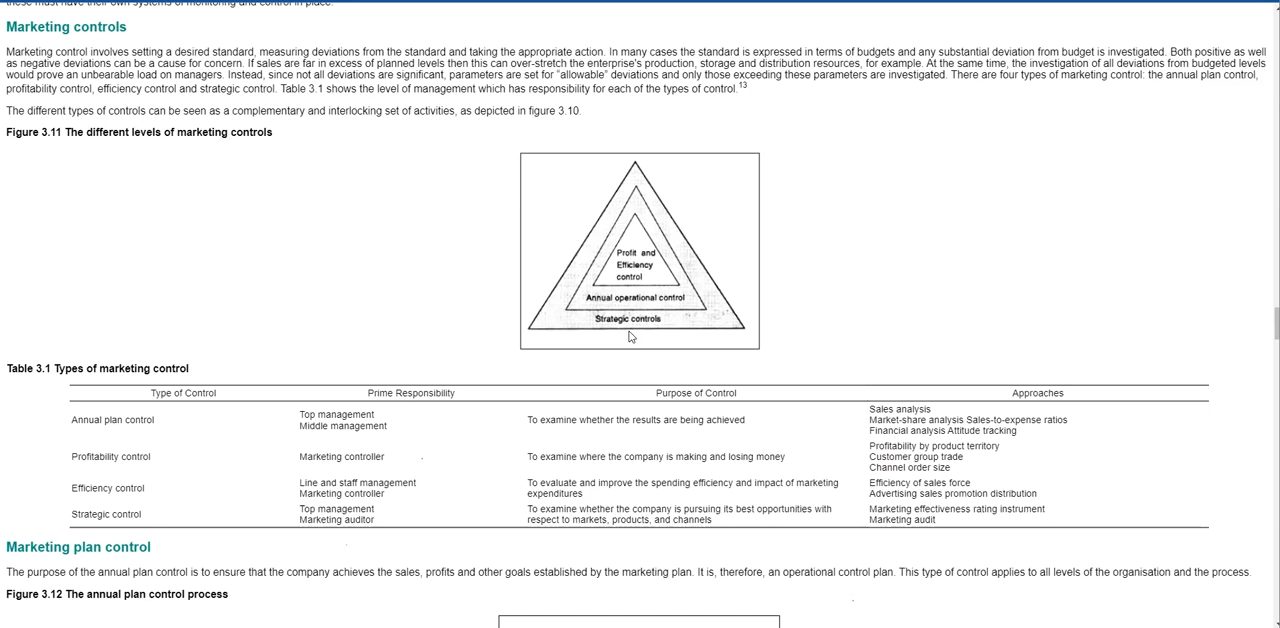 these must have their own systems of monitoring and control in place.
Marketing controls
Marketing control involves setting a desired standard, measuring deviations from the standard and taking the appropriate action. In many cases the standard is expressed in terms of budgets and any substantial deviation from budget is investigated. Both positive as well
as negative deviations can be a cause for concern. If sales are far in excess of planned levels then this can over-stretch the enterprise's production, storage and distribution resources, for example. At the same time, the investigation of all deviations from budgeted levels
would prove an unbearable load on managers. Instead, since not all deviations are significant, parameters are set for "allowable" deviations and only those exceeding these parameters are investigated. There are four types of marketing control: the annual plan control,
profitability control, efficiency control and strategic control. Table 3.1 shows the level of management which has responsibility for each of the types of control.13
The different types of controls can be seen as a complementary and interlocking set of activities, as depicted in figure 3.10.
Figure 3.11 The different levels of marketing controls
Profit and
Efficiency
control
Annual operational control
Strategic controls
Table 3.1 Types of marketing control
Type of Control Prime Responsibility Purpose of Control Approaches
Annual plan control
Top management
Middle management
To examine whether the results are being achieved
Sales analysis
Market-share analysis Sales-to-expense ratios
Financial analysis Attitude tracking
Profitability control
Marketing controller
To examine where the company is making and losing money
Profitability by product territory
Customer group trade
Channel order size
Efficiency control
Line and staff management
Marketing controller
To evaluate and improve the spending efficiency and impact of marketing
expenditures
Efficiency of sales force
Advertising sales promotion distribution
Strategic control
Top management
Marketing auditor
To examine whether the company is pursuing its best opportunities with
respect to markets, products, and channels
Marketing effectiveness rating instrument
Marketing audit
Marketing plan control
The purpose of the annual plan control is to ensure that the company achieves the sales, profits and other goals established by the marketing plan. It is, therefore, an operational control plan. This type of control applies to all levels of the organisation and the process.
Figure 3.12 The annual plan control process